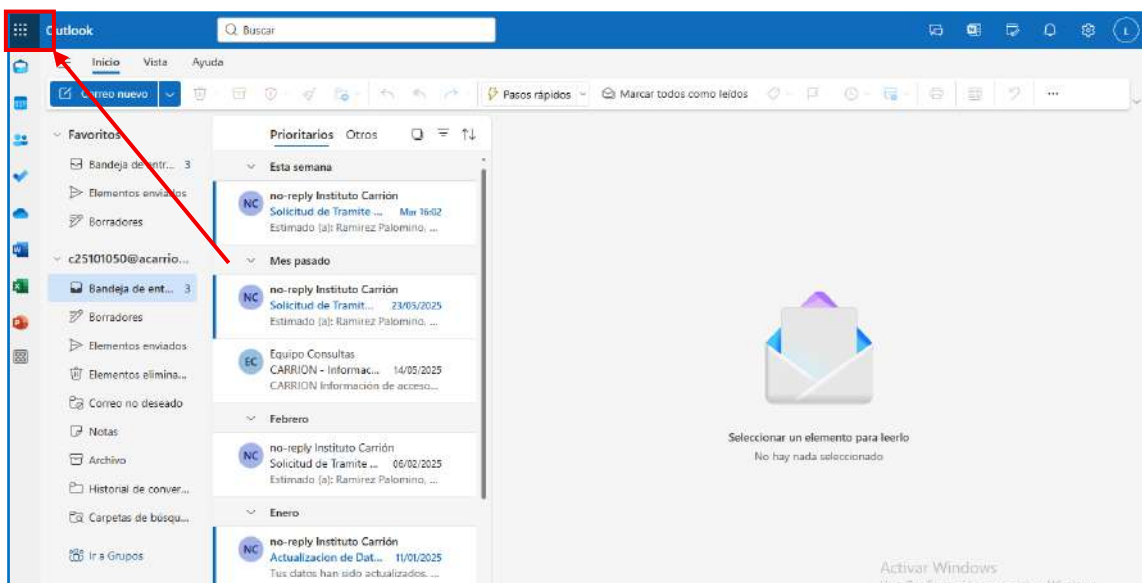 Outlook
Buscar
L
Inicio Vista Ayuda
Correo nuevo
Pasos rápidos
Marcar todos como leídos
Favoritos
Bandeja de entr... 3
Elementos enviados
Borradores
c25101050@acarrio...
Bandeja de ent... 3
Borradores
Elementos enviados
Elementos elimina...
Correo no deseado
Notas
Archivo
Historial de conver...
Carpetas de búsqu...
Ir a Grupos
Prioritarios Otros
Esta semana
NC
no-reply Instituto Carrión
Solicitud de Tramite ... Mar 16:02
Estimado (a): Ramirez Palomino, ...
Mes pasado
NC
no-reply Instituto Carrión
Solicitud de Tramit... 23/05/2025
Estimado (a): Ramirez Palomino, ...
EC
Equipo Consultas
CARRION - Informac... 14/05/2025
CARRION Información de acceso...
Febrero
NC
no-reply Instituto Carrión
Solicitud de Tramite ... 06/02/2025
Estimado (a): Ramirez Palomino, ...
Enero
NC
no-reply Instituto Carrión
Actualizacion de Dat... 11/01/2025
Tus datos han sido actualizados. ...
Seleccionar un elemento para leerlo
No hay nada seleccionado
Activar Windows